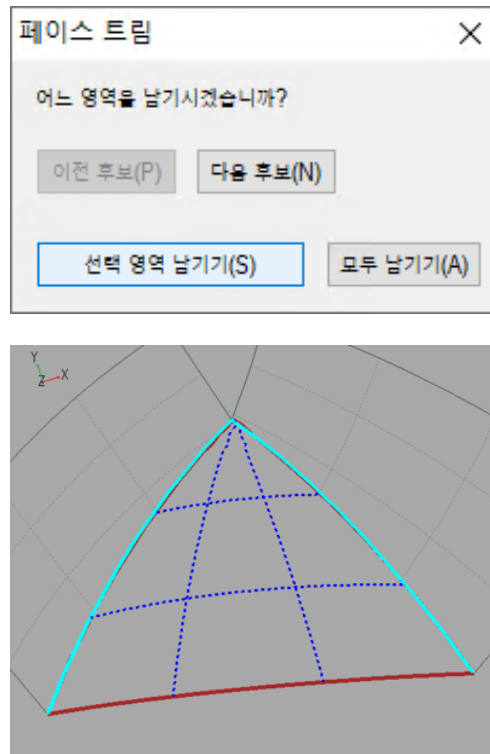 페이스 트림
어느 영역을 남기시겠습니까?
이전 후보(P)
다음 후보(N)
선택 영역 남기기(S)
모두 남기기(A)
Y
Z X